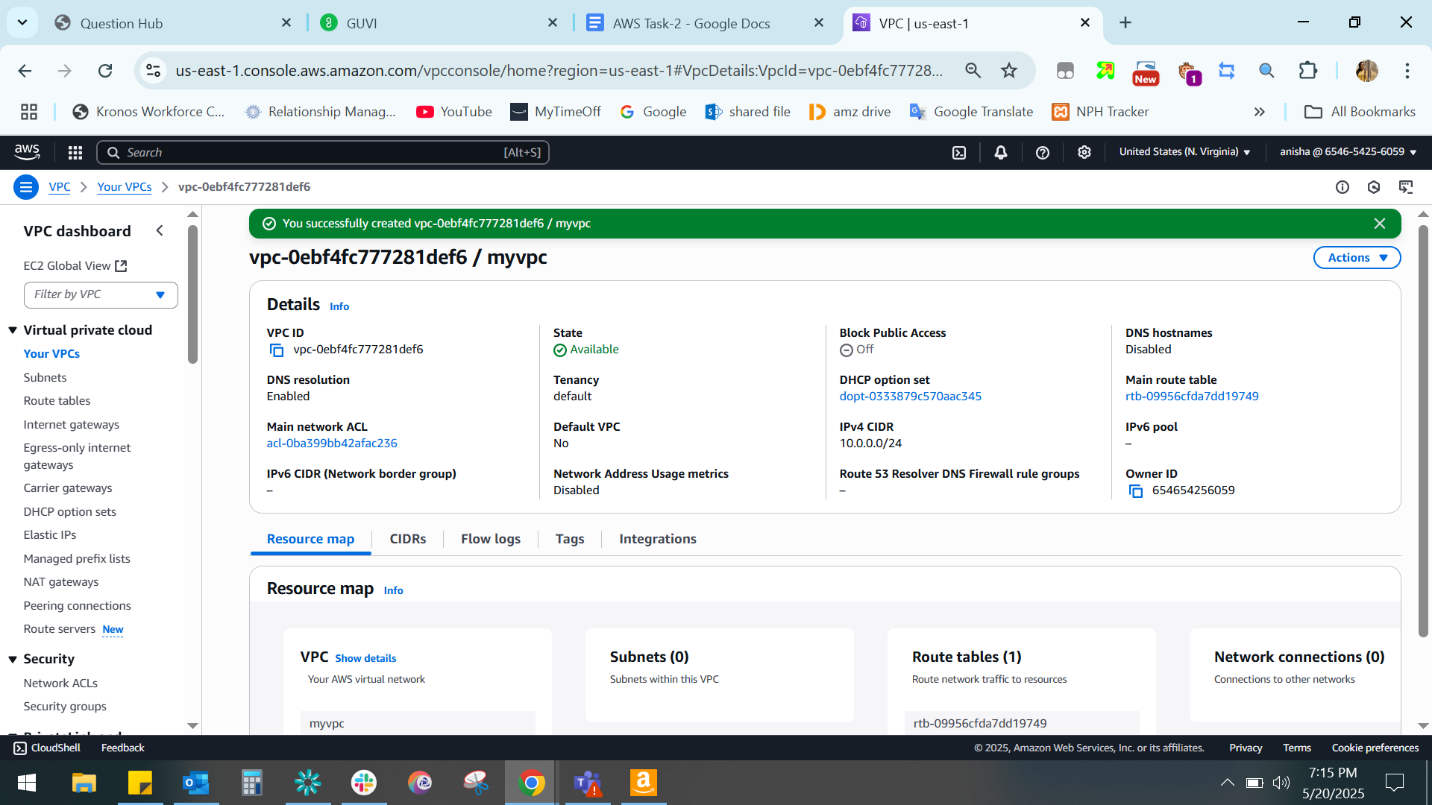 Question Hub
GUVI
AWS Task-2 - Google Docs
VPC | us-east-1
us-east-1.console.aws.amazon.com/vpcconsole/home?region=us-east-1#VpcDetails:VpcId=vpc-0ebf4fc77728...
New
1
Kronos Workforce C...
Relationship Manag...
YouTube
MyTimeOff
Google
shared file
amz drive
Google Translate
NPH Tracker
All Bookmarks
aws
Search
[Alt+S]
United States (N. Virginia)
anisha @ 6546-5425-6059
VPC
Your VPCs
vpc-0ebf4fc777281def6
VPC dashboard
EC2 Global View
Filter by VPC
Virtual private cloud
Your VPCs
Subnets
Route tables
Internet gateways
Egress-only internet
gateways
Carrier gateways
DHCP option sets
Elastic IPs
Managed prefix lists
NAT gateways
Peering connections
Route servers New
Security
Network ACLs
Security groups
You successfully created vpc-0ebf4fc777281def6 / myvpc
vpc-0ebf4fc777281def6 / myvpc
Actions
Details Info
VPC ID
vpc-0ebf4fc777281def6
State
Available
Block Public Access
Off
DNS hostnames
Disabled
DNS resolution
Enabled
Tenancy
default
DHCP option set
dopt-0333879c570aac345
Main route table
rtb-09956cfda7dd19749
Main network ACL
acl-0ba399bb42afac236
Default VPC
No
IPv4 CIDR
10.0.0.0/24
IPv6 pool
–
IPv6 CIDR (Network border group)
–
Network Address Usage metrics
Disabled
Route 53 Resolver DNS Firewall rule groups
–
Owner ID
654654256059
Resource map
CIDRs
Flow logs
Tags
Integrations
Resource map Info
VPC Show details
Your AWS virtual network
myvpc
Subnets (0)
Subnets within this VPC
Route tables (1)
Route network traffic to resources
rtb-09956cfda7dd19749
Network connections (0)
Connections to other networks
CloudShell
Feedback
© 2025, Amazon Web Services, Inc. or its affiliates.
Privacy
Terms
Cookie preferences
7:15 PM
5/20/2025